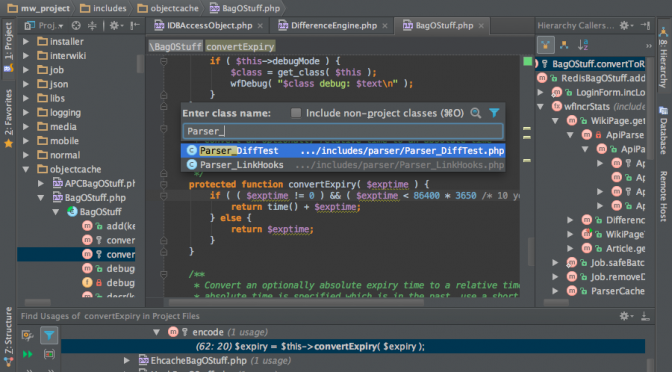 mw_project includes objectcache BagOStuff.php
Proj..
IDBAccessObject.php DifferenceEngine.php BagOStuff.php
Hierarchy Callers...
1: Project
2: Favorites
Z: Structure
installer
interwiki
job
json
libs
logging
media
mobile
normal
objectcache
APCBagOStuff.php
BagOStuff.php
BagOStuff
add(ke
conver
conver
debug
debug
\BagOStuff convertExpiry
if ( $this->debugMode ) {
$class = get_class( $this );
wfDebug( "$class debug: $text\n" );
}
Enter class name: Include non-project classes (⌘O)
Parser_
Parser_DiffTest .../includes/parser/Parser_DiffTest.php
Parser_LinkHooks .../includes/parser/Parser_LinkHooks.php
*/
protected function convertExpiry( $exptime ) {
if ( ( $exptime != 0 ) && ( $exptime < 86400 * 3650 /* 10 ye
return time() + $exptime;
} else {
return $exptime;
}
}
/**
* Convert an optionally absolute expiry time to a relative tim
* absolute time is specified which is in the past, use a short
BagOStuff.convertToR
RedisBagOStuff.add
LoginForm.incLo
wfIncrStats (includes
WikiPage.get
ApiParse
ApiPa
Ap
Ap
Ap
Differenc
WikiPage
Article.ge
Job.safeBatc
Job.removeD
ParserCache
8: Hierarchy
Database
Remote Host
Find Usages of convertExpiry in Project Files
encode (1 usage)
(62: 20) $expiry = $this->convertExpiry( $expiry );
EhcacheBagOStuff.php (1 usage)